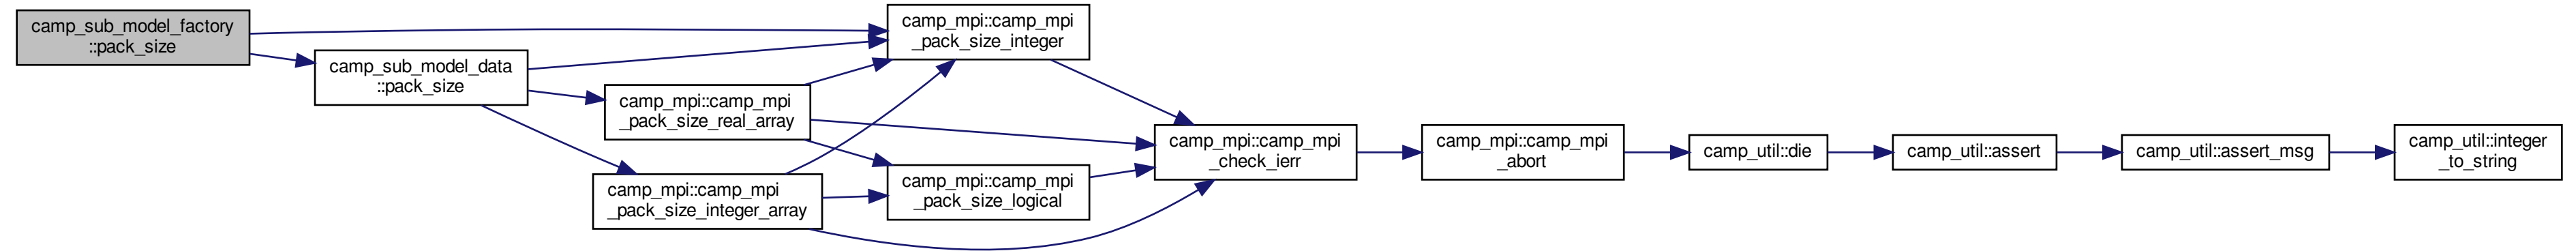 camp_sub_model_factory
::pack_size
camp_sub_model_data
::pack_size
camp_mpi::camp_mpi
_pack_size_integer
camp_mpi::camp_mpi
_pack_size_real_array
camp_mpi::camp_mpi
_pack_size_integer_array
camp_mpi::camp_mpi
_pack_size_logical
camp_mpi::camp_mpi
_check_ierr
camp_mpi::camp_mpi
_abort
camp_util::die
camp_util::assert
camp_util::assert_msg
camp_util::integer
_to_string